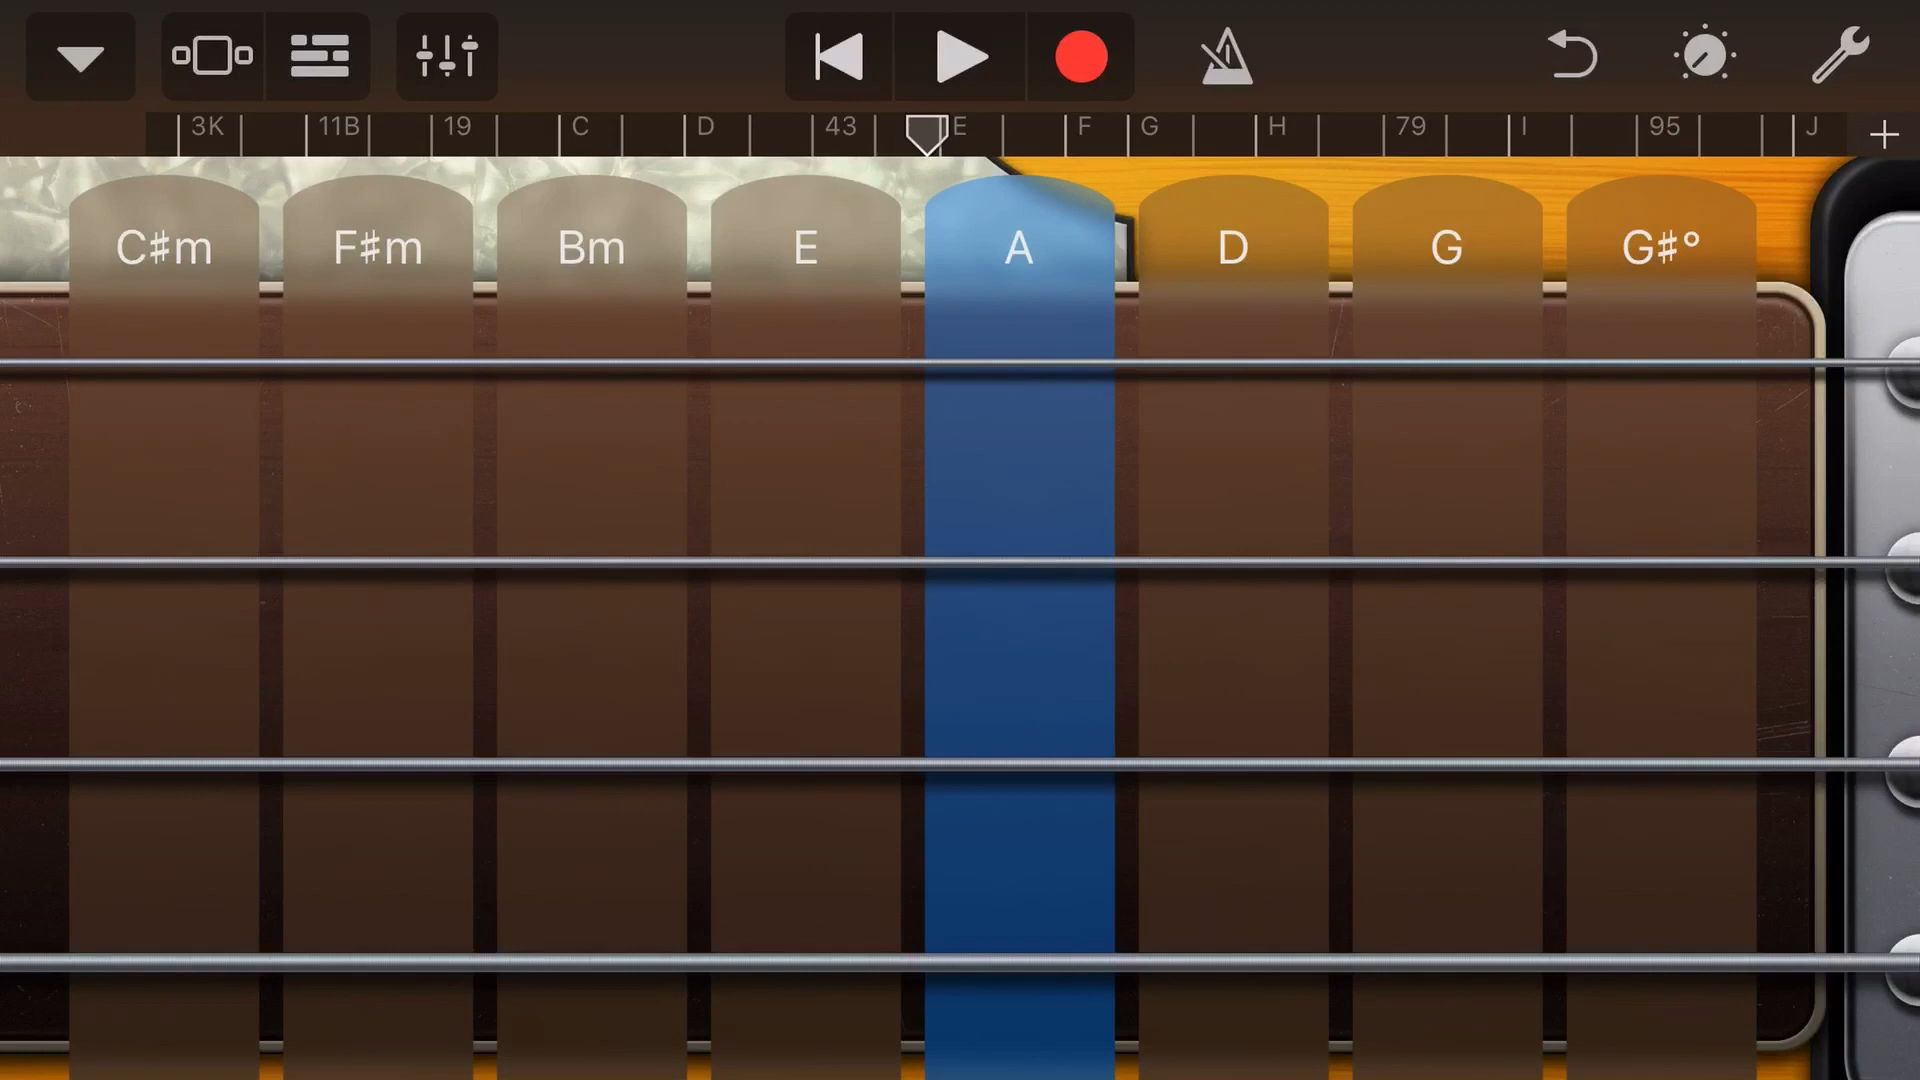 3K 11B 19 C D 43 E F G H 79 I 95 J
C♯m F♯m Bm E A D G G♯°